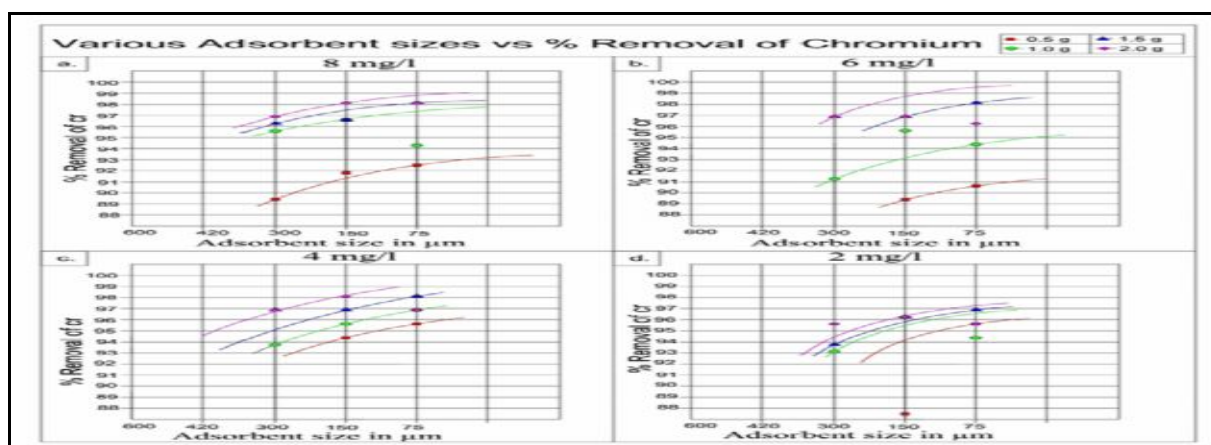 Various Adsorbent sizes vs % Removal of Chromium
0.5 g
1.5 g
1.0 g
2.0 g
a.
8 mg/l
% Removal of cr
100
99
98
97
96
95
94
93
92
91
90
89
88
600 420 300 150 75
Adsorbent size in µm
b.
6 mg/l
% Removal of cr
100
99
98
97
96
95
94
93
92
91
90
89
88
600 420 300 150 75
Adsorbent size in µm
c.
4 mg/l
% Removal of cr
100
99
98
97
96
95
94
93
92
91
90
89
88
600 420 300 150 75
Adsorbent size in µm
d.
2 mg/l
% Removal of cr
100
99
98
97
96
95
94
93
92
91
90
89
88
600 420 300 150 75
Adsorbent size in µm